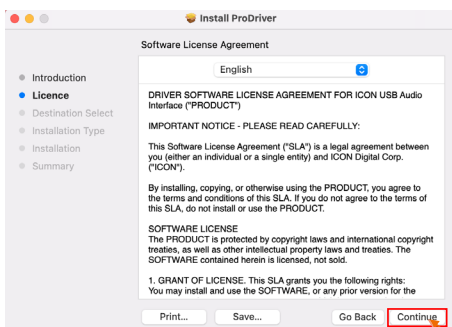 Install ProDriver
Software License Agreement
English
Introduction
Licence
Destination Select
Installation Type
Installation
Summary
DRIVER SOFTWARE LICENSE AGREEMENT FOR ICON USB Audio
Interface ("PRODUCT")
IMPORTANT NOTICE - PLEASE READ CAREFULLY:
This Software License Agreement ("SLA") is a legal agreement between
you (either an individual or a single entity) and ICON Digital Corp.
("ICON").
By installing, copying, or otherwise using the PRODUCT, you agree to
the terms and conditions of this SLA. If you do not agree to the terms of
this SLA, do not install or use the PRODUCT.
SOFTWARE LICENSE
The PRODUCT is protected by copyright laws and international copyright
treaties, as well as other intellectual property laws and treaties. The
SOFTWARE contained herein is licensed, not sold.
1. GRANT OF LICENSE. This SLA grants you the following rights:
You may install and use the SOFTWARE, or any prior version for the
Print...
Save...
Go Back
Continue